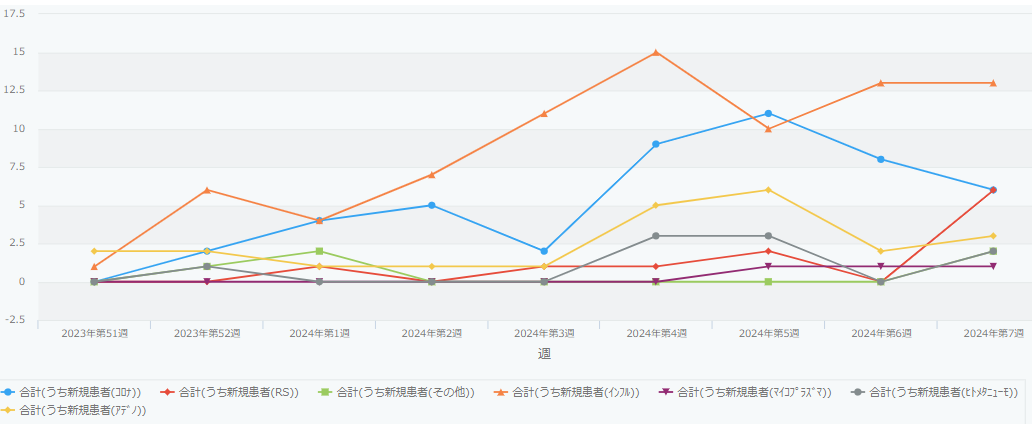 17.5
15
12.5
10
7.5
5
2.5
0
-2.5
2023年第51週 2023年第52週 2024年第1週 2024年第2週 2024年第3週 2024年第4週 2024年第5週 2024年第6週 2024年第7週
週
合計(うち新規患者(ｺﾛﾅ)) 合計(うち新規患者(RS)) 合計(うち新規患者(その他)) 合計(うち新規患者(ｲﾝﾌﾙ)) 合計(うち新規患者(ﾏｲｺﾌﾟﾗｽﾞﾏ)) 合計(うち新規患者(ﾋﾄﾒﾀﾆｭｰﾓ))
合計(うち新規患者(ｱﾃﾞﾉ))